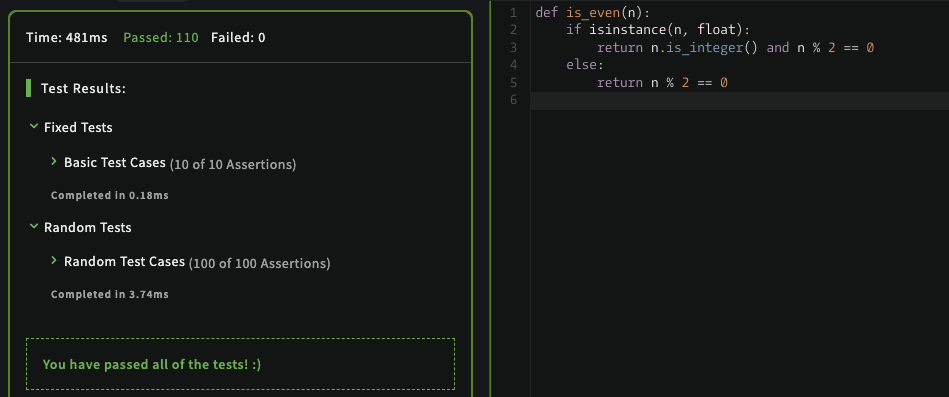 Time: 481ms Passed: 110 Failed: 0
Test Results:
Fixed Tests
Basic Test Cases (10 of 10 Assertions)
Completed in 0.18ms
Random Tests
Random Test Cases (100 of 100 Assertions)
Completed in 3.74ms
You have passed all of the tests! :)
1 def is_even(n):
2     if isinstance(n, float):
3         return n.is_integer() and n % 2 == 0
4     else:
5         return n % 2 == 0
6